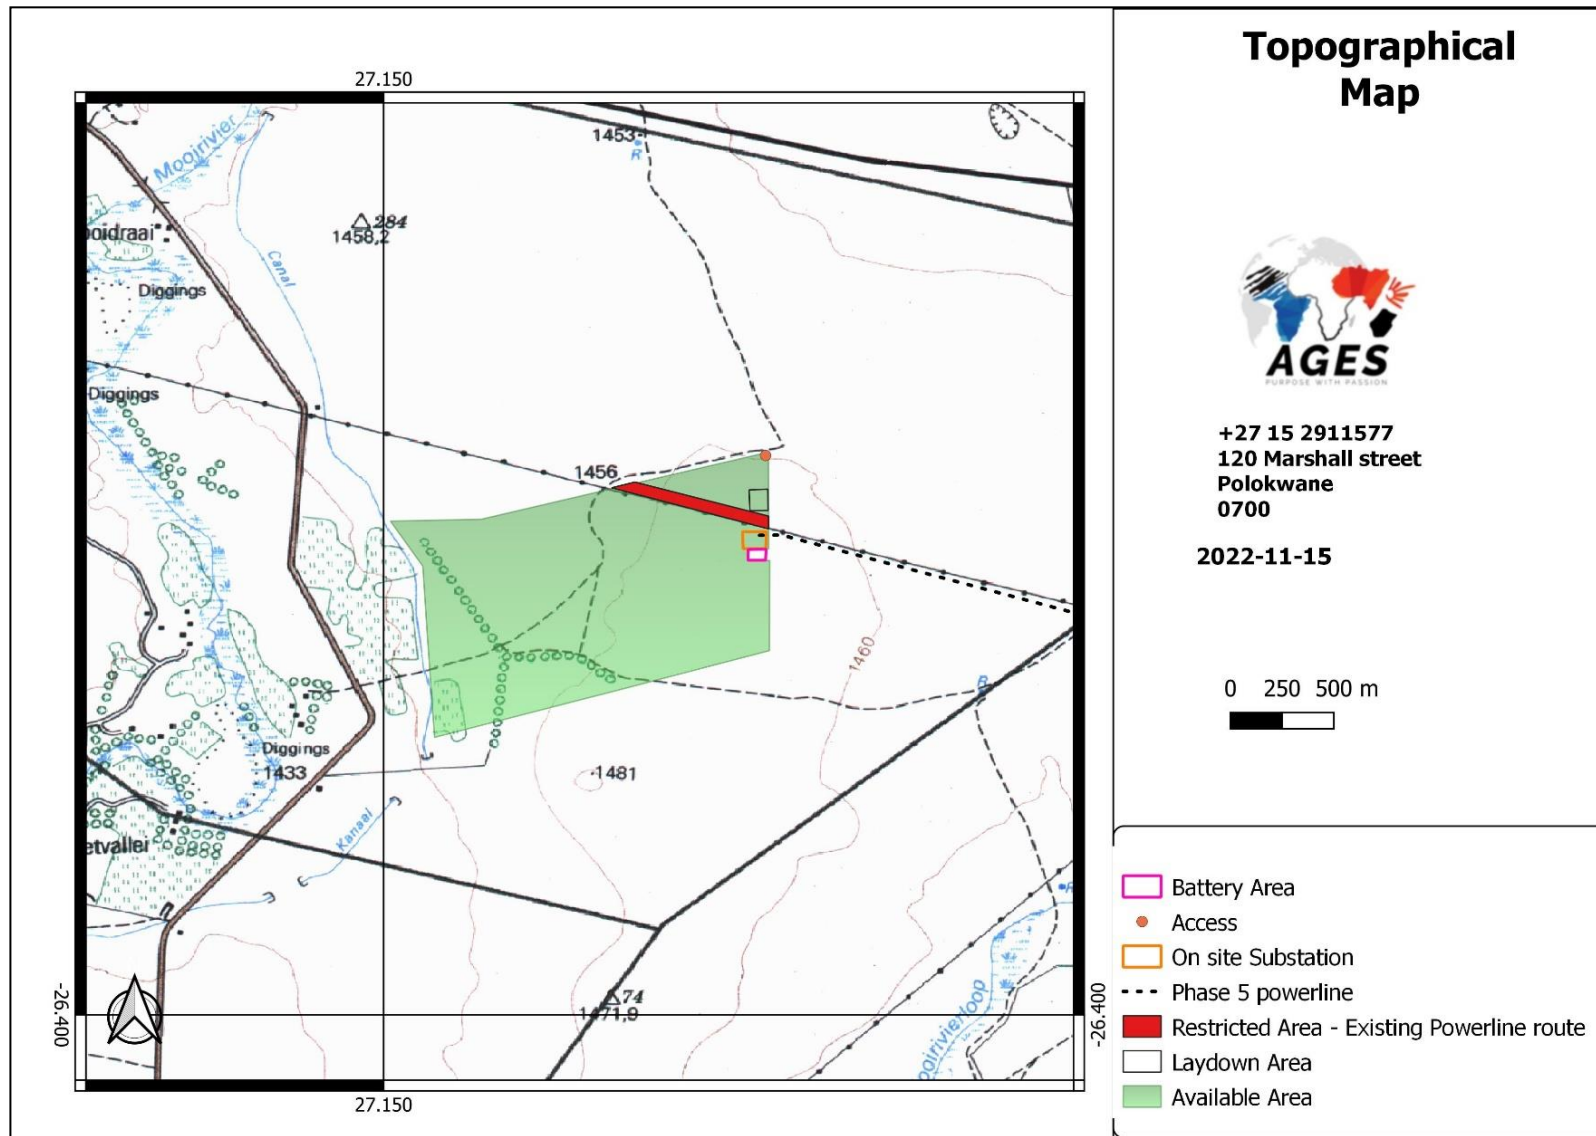 Topographical
Map
27.150
1453
R
Mooirivier
284
1458,2
ooidraai
Canal
Diggings
Diggings
1456
1460
R
Diggings
1433
1481
Kanaal
etvallei
R
74
1471,9
ooirivierloop
-26.400
-26.400
27.150
AGES
PURPOSE WITH PASSION
+27 15 2911577
120 Marshall street
Polokwane
0700
2022-11-15
0 250 500 m
Battery Area
Access
On site Substation
Phase 5 powerline
Restricted Area - Existing Powerline route
Laydown Area
Available Area